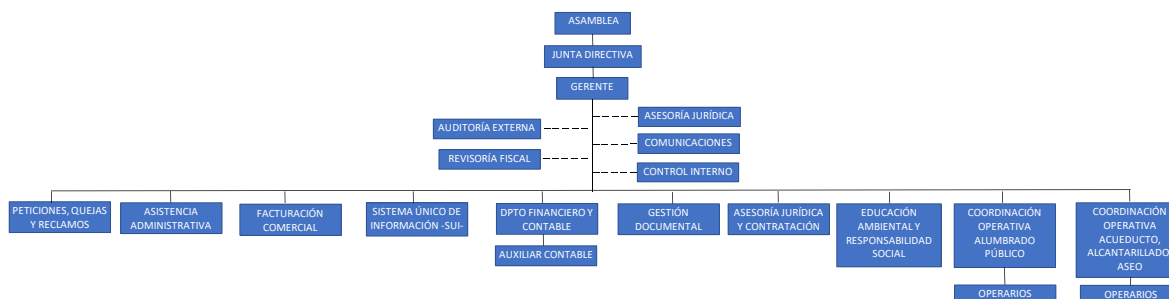 ASAMBLEA
JUNTA DIRECTIVA
GERENTE
ASESORÍA JURÍDICA
AUDITORÍA EXTERNA
COMUNICACIONES
REVISORÍA FISCAL
CONTROL INTERNO
PETICIONES, QUEJAS
Y RECLAMOS
ASISTENCIA
ADMINISTRATIVA
FACTURACIÓN
COMERCIAL
SISTEMA ÚNICO DE
INFORMACIÓN -SUI-
DPTO FINANCIERO Y
CONTABLE
AUXILIAR CONTABLE
GESTIÓN
DOCUMENTAL
ASESORÍA JURÍDICA
Y CONTRATACIÓN
EDUCACIÓN
AMBIENTAL Y
RESPONSABILIDAD
SOCIAL
COORDINACIÓN
OPERATIVA
ALUMBRADO
PÚBLICO
OPERARIOS
COORDINACIÓN
OPERATIVA
ACUEDUCTO,
ALCANTARILLADO
ASEO
OPERARIOS